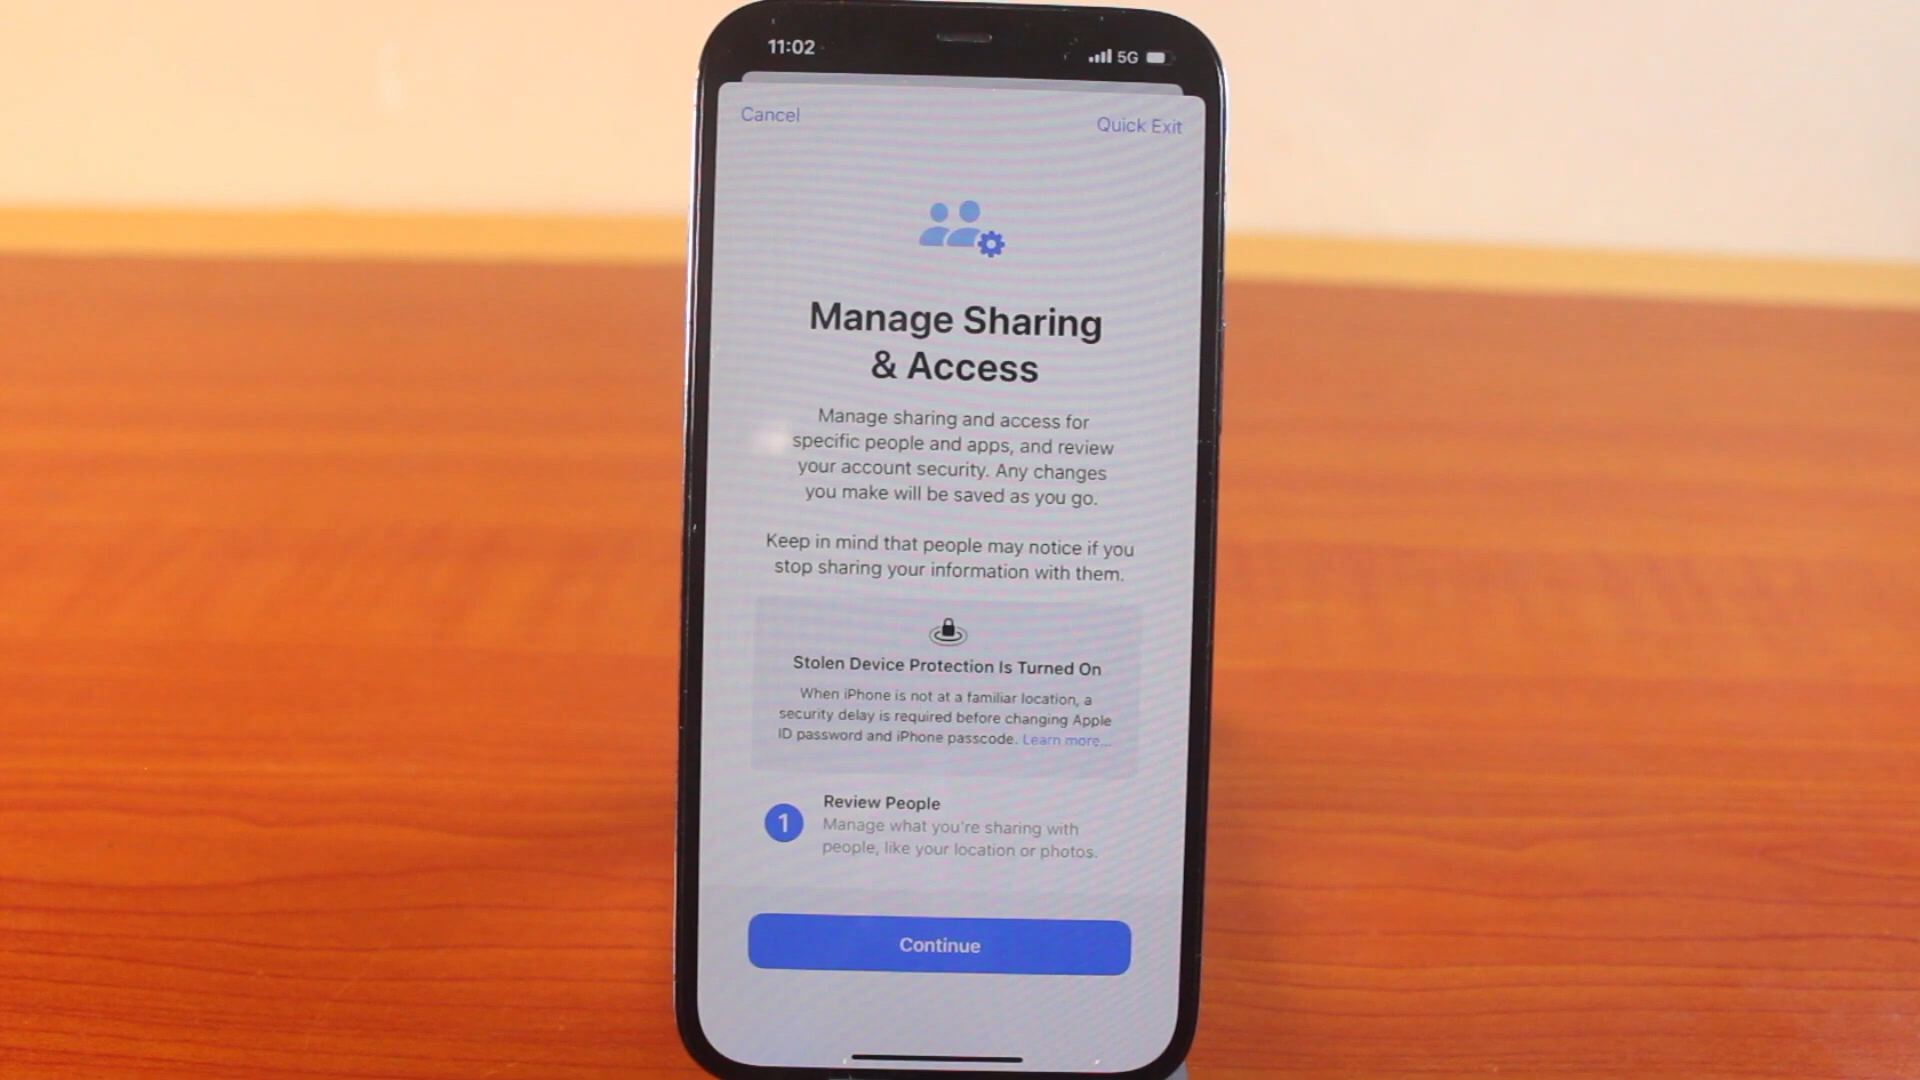 11:02
5G
Cancel
Quick Exit
Manage Sharing
& Access
Manage sharing and access for
specific people and apps, and review
your account security. Any changes
you make will be saved as you go.
Keep in mind that people may notice if you
stop sharing your information with them.
Stolen Device Protection Is Turned On
When iPhone is not at a familiar location, a
security delay is required before changing Apple
ID password and iPhone passcode. Learn more...
1
Review People
Manage what you're sharing with
people, like your location or photos.
Continue